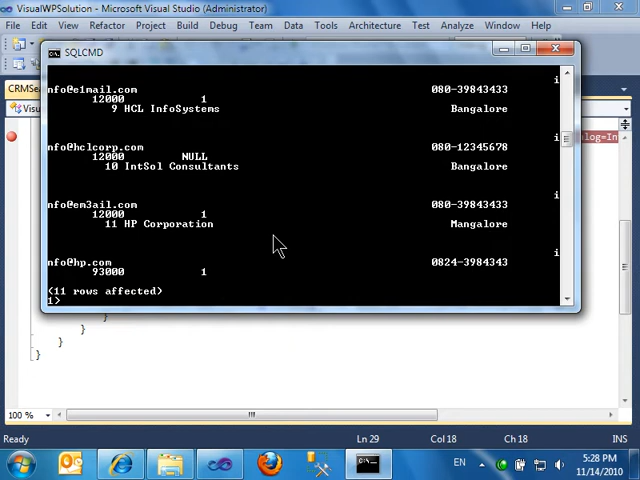 VisualWPSolution - Microsoft Visual Studio (Administrator)
File Edit View Refactor Project Build Debug Team Data Tools Architecture Test Analyze Window Help
SQLCMD
CRMSe
Visu
alog=In
i
nfo@e1mail.com 080-39843433
12000 1
9 HCL InfoSystems Bangalore
i
nfo@hclcorp.com 080-12345678
12000 NULL
10 IntSol Consultants Bangalore
i
nfo@em3ail.com 080-39843433
12000 1
11 HP Corporation Mangalore
i
nfo@hp.com 0824-3984343
93000 1
(11 rows affected)
1>
}
}
}
}
100 %
Ready Ln 29 Col 18 Ch 18 INS
EN 5:28 PM
11/14/2010